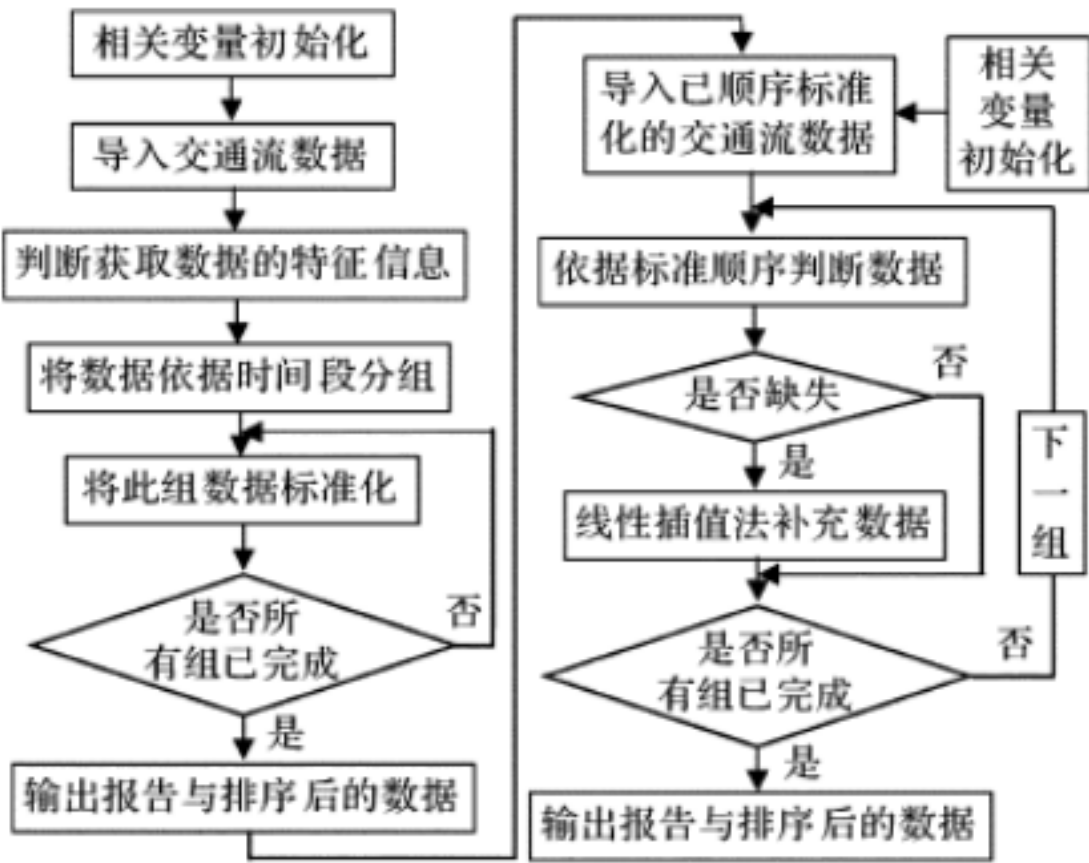 相关变量初始化
导入交通流数据
判断获取数据的特征信息
将数据依据时间段分组
将此组数据标准化
是否所
有组已完成
否
是
输出报告与排序后的数据
导入已顺序标准
化的交通流数据
相关
变量
初始化
依据标准顺序判断数据
是否缺失
否
是
线性插值法补充数据
下
一
组
是否所
有组已完成
否
是
输出报告与排序后的数据